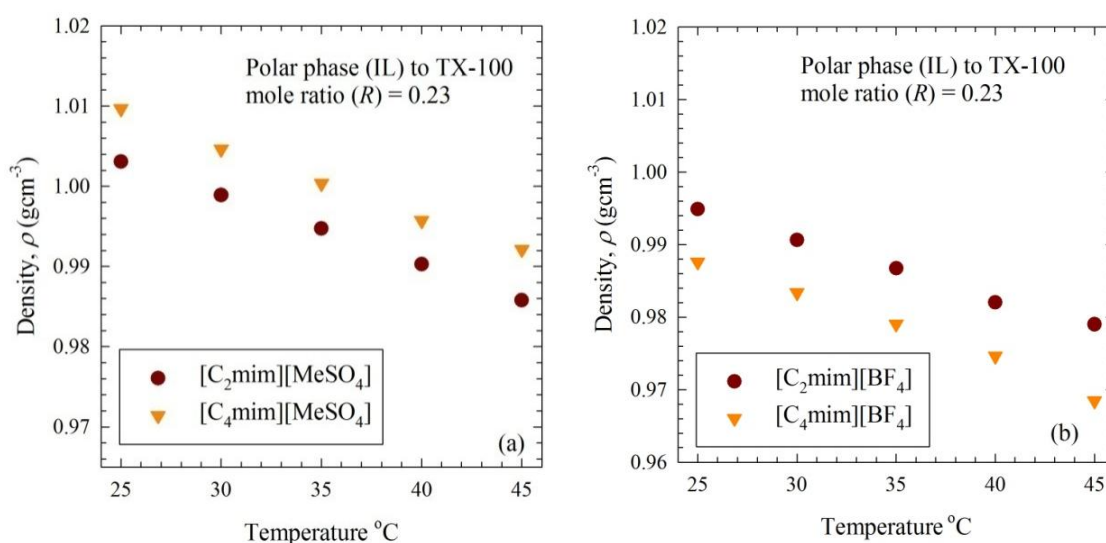 1.02
1.01
1.00
0.99
0.98
0.97
Density, ρ (gcm⁻³)
Polar phase (IL) to TX-100
mole ratio (R) = 0.23
[C₂mim][MeSO₄]
[C₄mim][MeSO₄]
(a)
25 30 35 40 45
Temperature °C
1.02
1.01
1.00
0.99
0.98
0.97
0.96
Density, ρ (gcm⁻³)
Polar phase (IL) to TX-100
mole ratio (R) = 0.23
[C₂mim][BF₄]
[C₄mim][BF₄]
(b)
25 30 35 40 45
Temperature °C